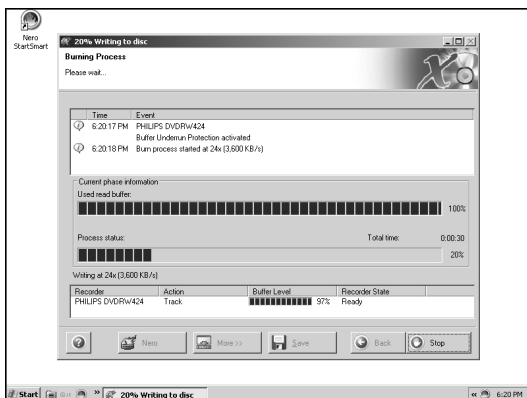 Nero
StartSmart
20% Writing to disc
Burning Process
Please wait...
Time Event
6:20:17 PM PHILIPS DVDRW424
Buffer Underrun Protection activated
6:20:18 PM Burn process started at 24x (3,600 KB/s)
Current phase information
Used read buffer:
100%
Process status: Total time: 0:00:30
20%
Writing at 24x (3,600 KB/s)
Recorder Action Buffer Level Recorder State
PHILIPS DVDRW424 Track 97% Ready
Nero More >> Save Back Stop
Start 20% Writing to disc 6:20 PM